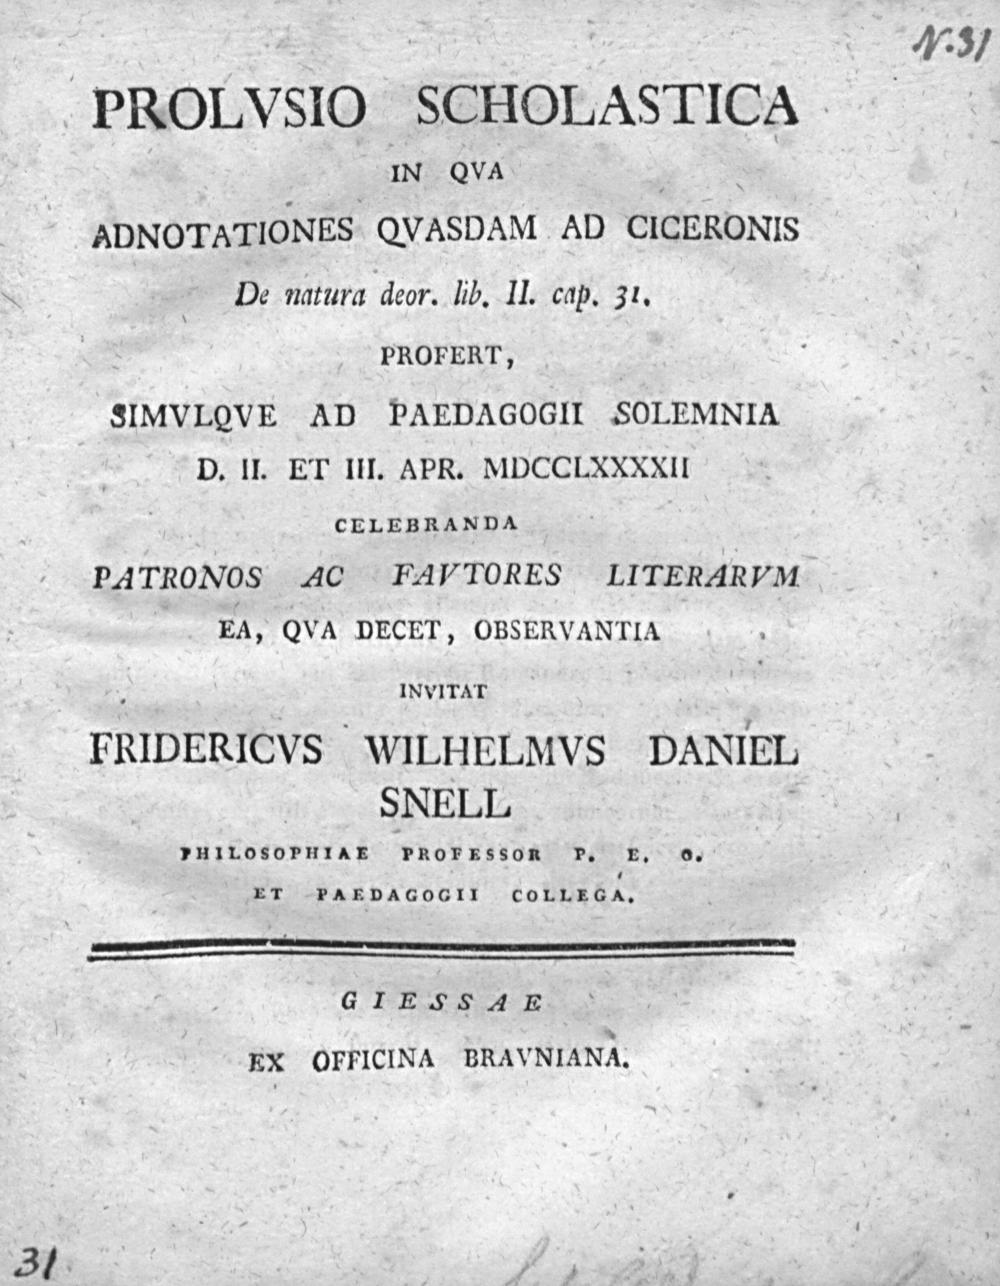 N.31
PROLVSIO SCHOLASTICA
IN QVA
ADNOTATIONES QVASDAM AD CICERONIS
De natura deor. lib. II. cap. 31.
PROFERT,
SIMVLQVE AD PAEDAGOGII SOLEMNIA
D. II. ET III. APR. MDCCLXXXXII
CELEBRANDA
PATRONOS AC FAVTORES LITERARVM
EA, QVA DECET, OBSERVANTIA
INVITAT
FRIDERICVS WILHELMVS DANIEL
SNELL
PHILOSOPHIAE PROFESSOR P. E. O.
ET PAEDAGOGII COLLEGA.
GIESSAE
EX OFFICINA BRAVNIANA.
31